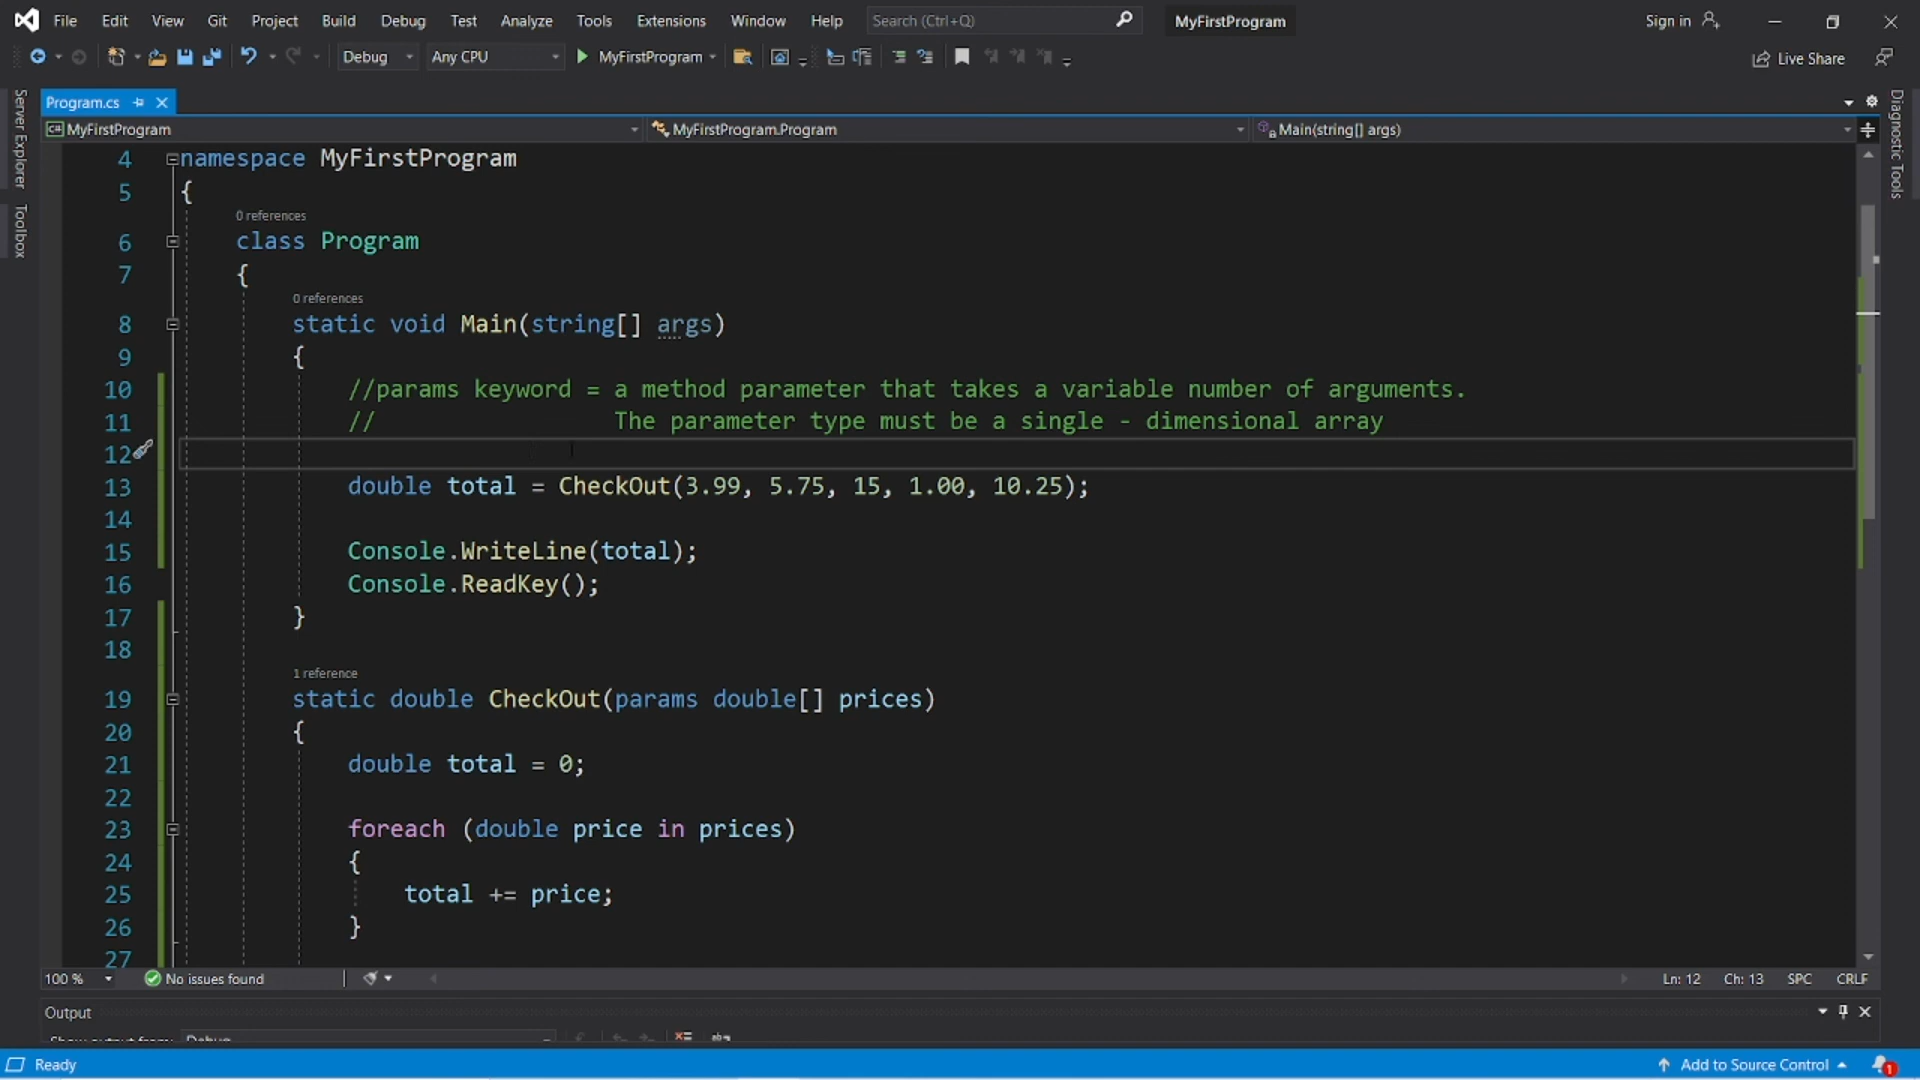 File Edit View Git Project Build Debug Test Analyze Tools Extensions Window Help Search (Ctrl+Q) MyFirstProgram Sign in
Debug Any CPU MyFirstProgram Live Share
Server Explorer
Toolbox
Diagnostic Tools
Program.cs
C# MyFirstProgram MyFirstProgram.Program Main(string[] args)
4 namespace MyFirstProgram
5 {
0 references
6 class Program
7 {
0 references
8 static void Main(string[] args)
9 {
10 //params keyword = a method parameter that takes a variable number of arguments.
11 // The parameter type must be a single - dimensional array
12
13 double total = CheckOut(3.99, 5.75, 15, 1.00, 10.25);
14
15 Console.WriteLine(total);
16 Console.ReadKey();
17 }
18
1 reference
19 static double CheckOut(params double[] prices)
20 {
21 double total = 0;
22
23 foreach (double price in prices)
24 {
25 total += price;
26 }
27
100 % No issues found Ln: 12 Ch: 13 SPC CRLF
Output
Show output from: Debug
Ready Add to Source Control 1